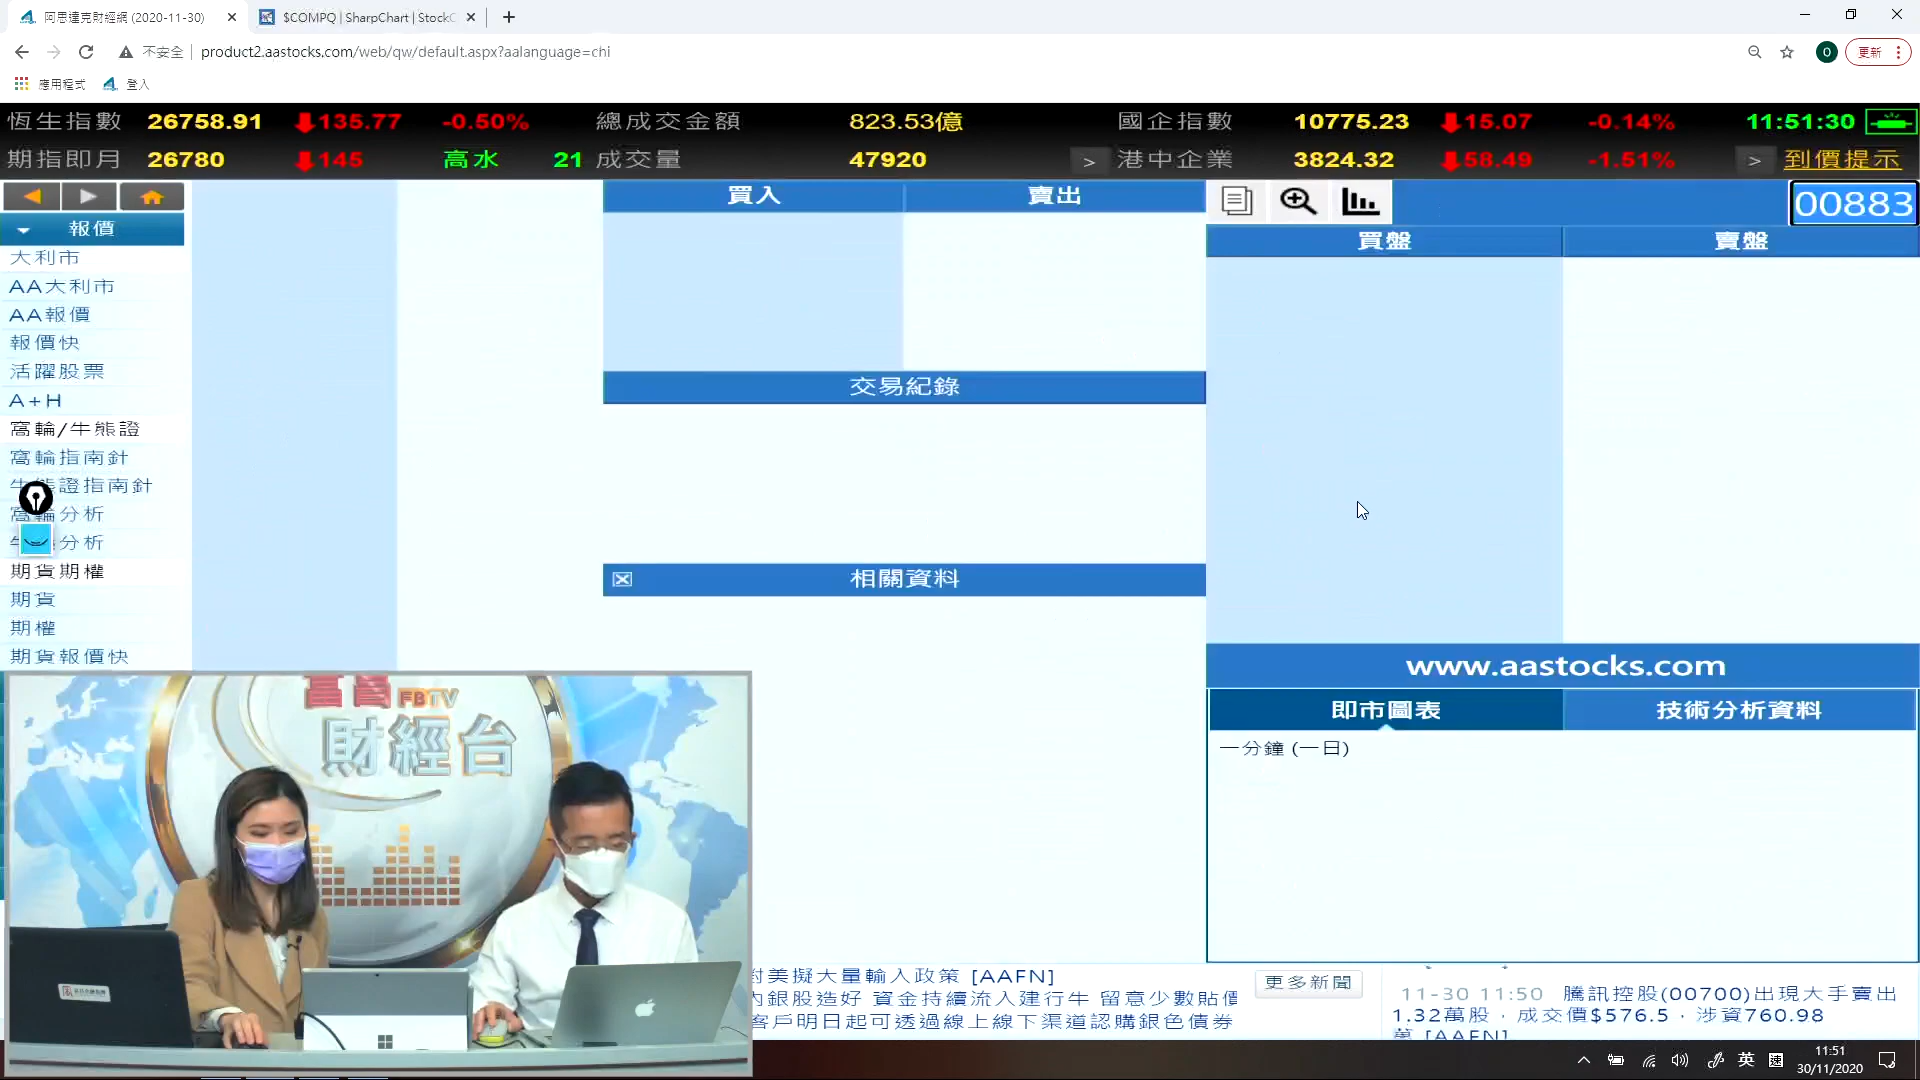 阿思達克財經網 (2020-11-30)
$COMPQ | SharpChart | StockC
不安全
product2.aastocks.com/web/qw/default.aspx?aalanguage=chi
O
更新
應用程式
登入
恆生指數 26758.91 135.77 -0.50% 總成交金額 823.53億 國企指數 10775.23 15.07 -0.14% 11:51:30
期指即月 26780 145 高水 21 成交量 47920 > 港中企業 3824.32 58.49 -1.51% > 到價提示
報價
大利市
AA大利市
AA報價
報價快
活躍股票
A+H
窩輪/牛熊證
窩輪指南針
證指南針
分析
分析
期貨期權
期貨
期權
期貨報價快
買入 賣出
交易紀錄
相關資料
00883
買盤 賣盤
www.aastocks.com
即市圖表 技術分析資料
一分鐘 (一日)
富昌 FBTV
財經台
對美擬大量輸入政策 [AAFN]
內銀股造好 資金持續流入建行牛 留意少數貼價
客戶明日起可透過線上線下渠道認購銀色債券
更多新聞
11-30 11:50 騰訊控股(00700)出現大手賣出
1.32萬股，成交價$576.5，涉資760.98
萬 [AAFN]
英
速
11:51
30/11/2020